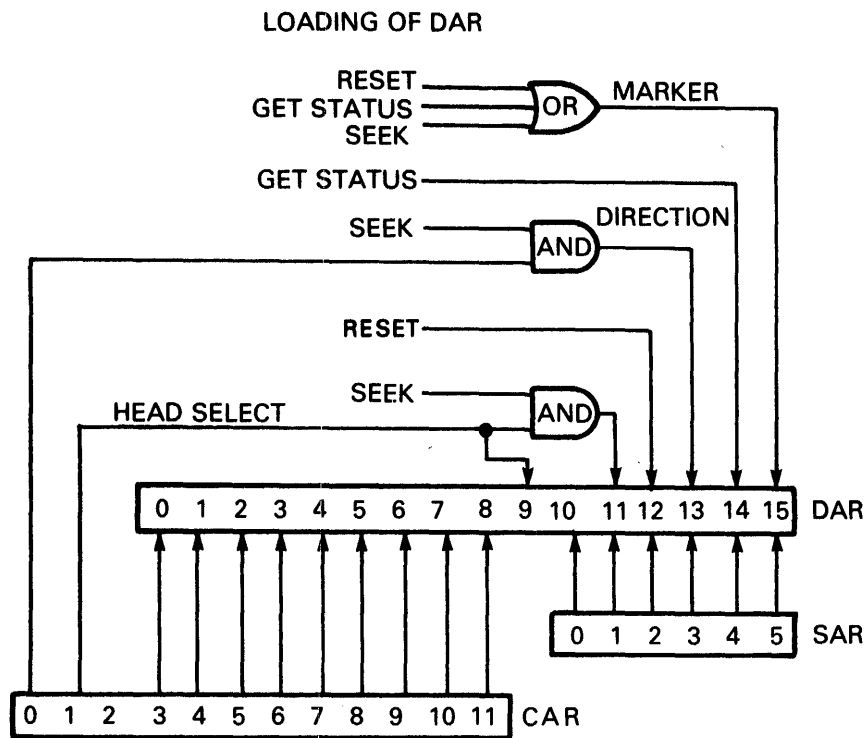 LOADING OF DAR
RESET
GET STATUS
SEEK
OR
MARKER
GET STATUS
SEEK
AND
DIRECTION
RESET
SEEK
AND
HEAD SELECT
0 1 2 3 4 5 6 7 8 9 10 11 12 13 14 15 DAR
0 1 2 3 4 5 SAR
0 1 2 3 4 5 6 7 8 9 10 11 CAR